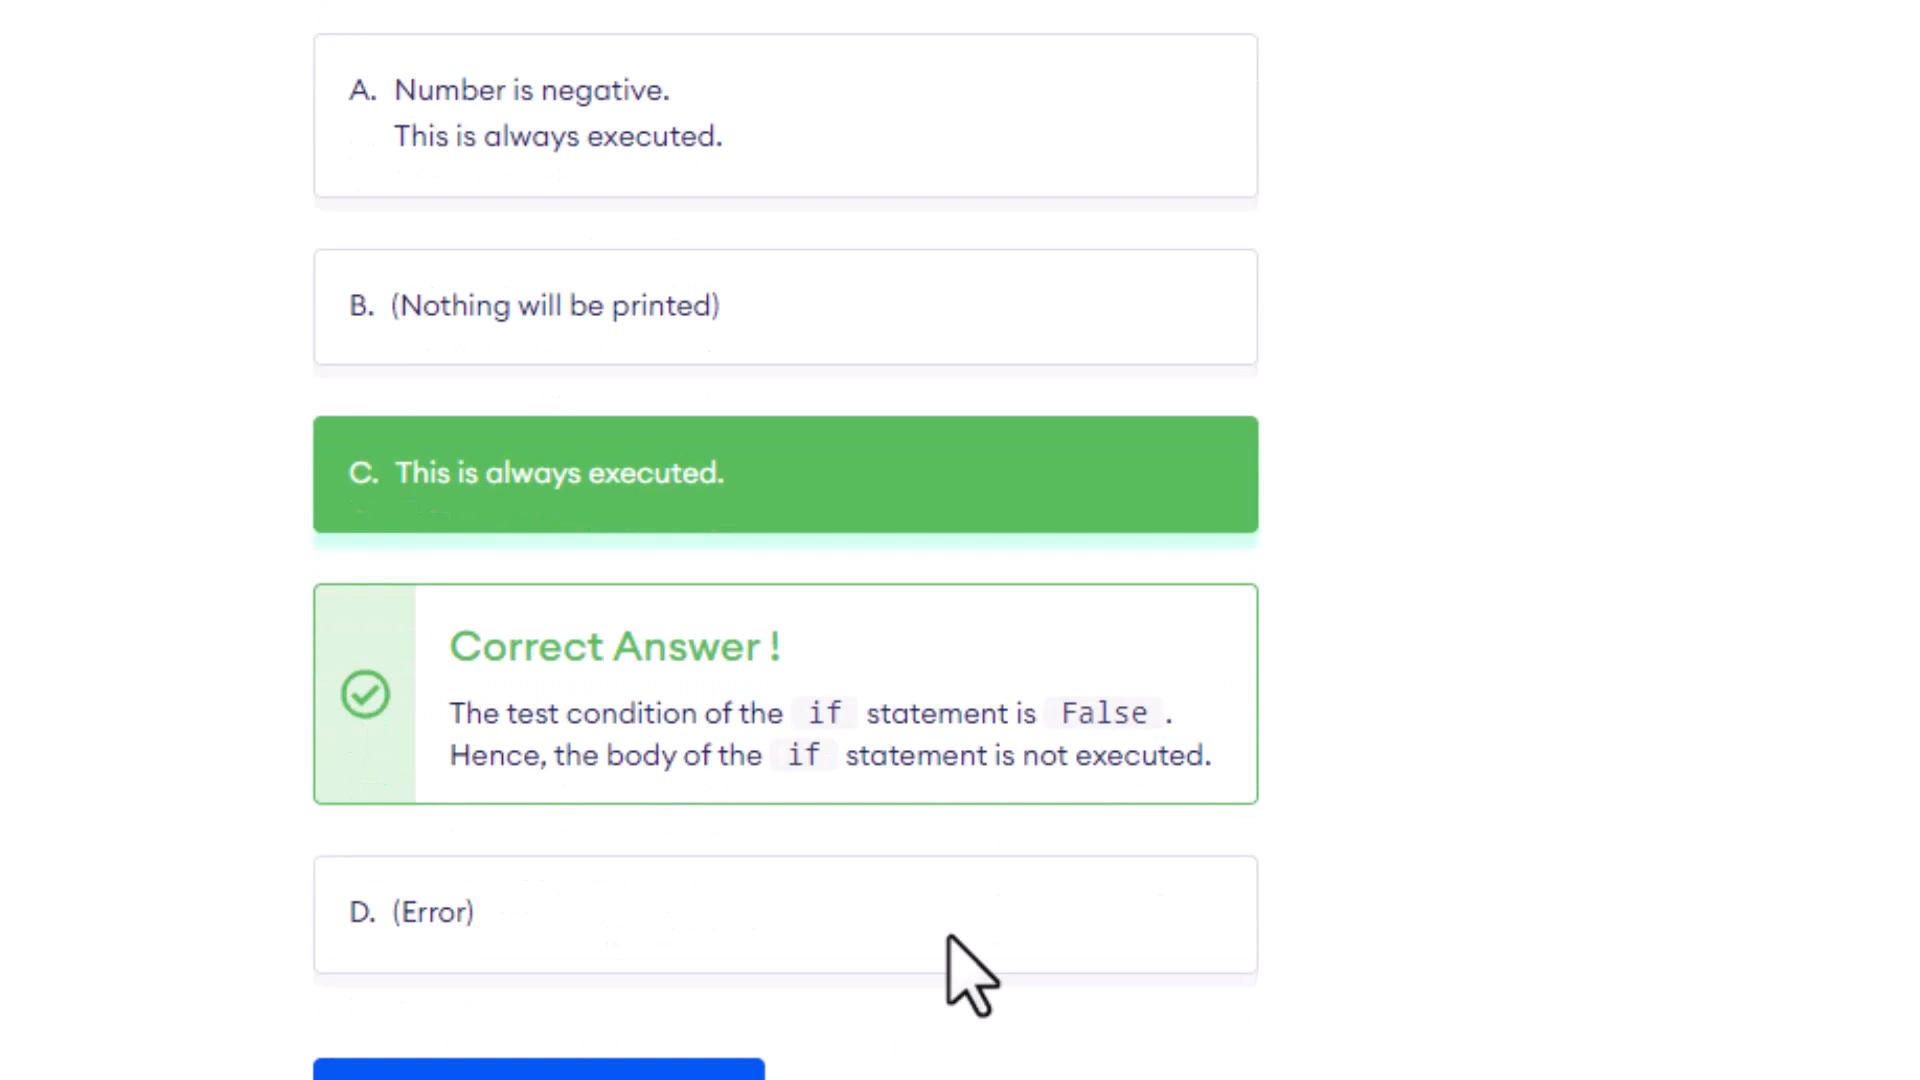 A. Number is negative.
This is always executed.
B. (Nothing will be printed)
C. This is always executed.
Correct Answer !
The test condition of the if statement is False .
Hence, the body of the if statement is not executed.
D. (Error)